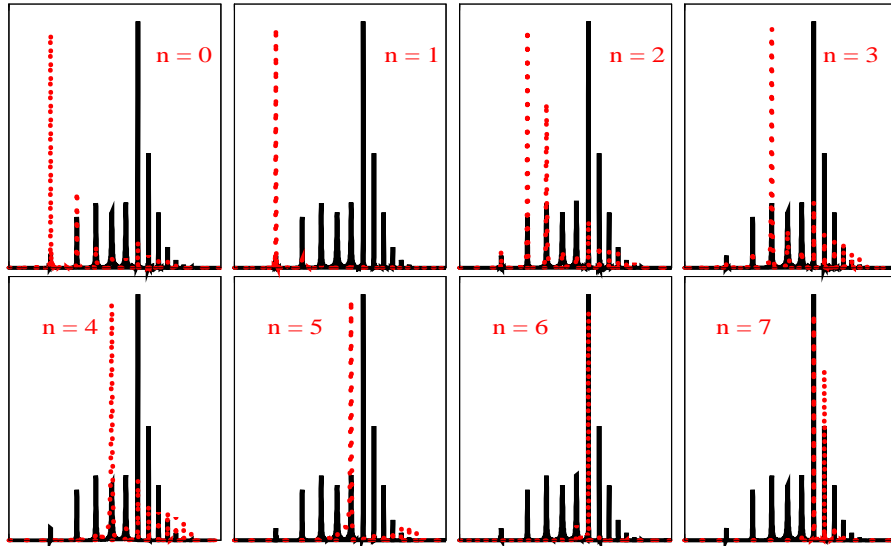 n = 0
n = 1
n = 2
n = 3
n = 4
n = 5
n = 6
n = 7